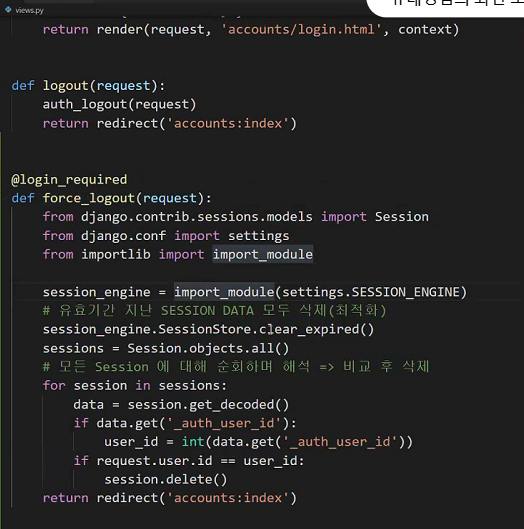 views.py
return render(request, 'accounts/login.html', context)
def logout(request):
auth_logout(request)
return redirect('accounts:index')
@login_required
def force_logout(request):
from django.contrib.sessions.models import Session
from django.conf import settings
from importlib import import_module
session_engine = import_module(settings.SESSION_ENGINE)
# 유효기간 지난 SESSION DATA 모두 삭제(최적화)
session_engine.SessionStore.clear_expired()
sessions = Session.objects.all()
# 모든 Session 에 대해 순회하며 해석 => 비교 후 삭제
for session in sessions:
data = session.get_decoded()
if data.get('_auth_user_id'):
user_id = int(data.get('_auth_user_id'))
if request.user.id == user_id:
session.delete()
return redirect('accounts:index')